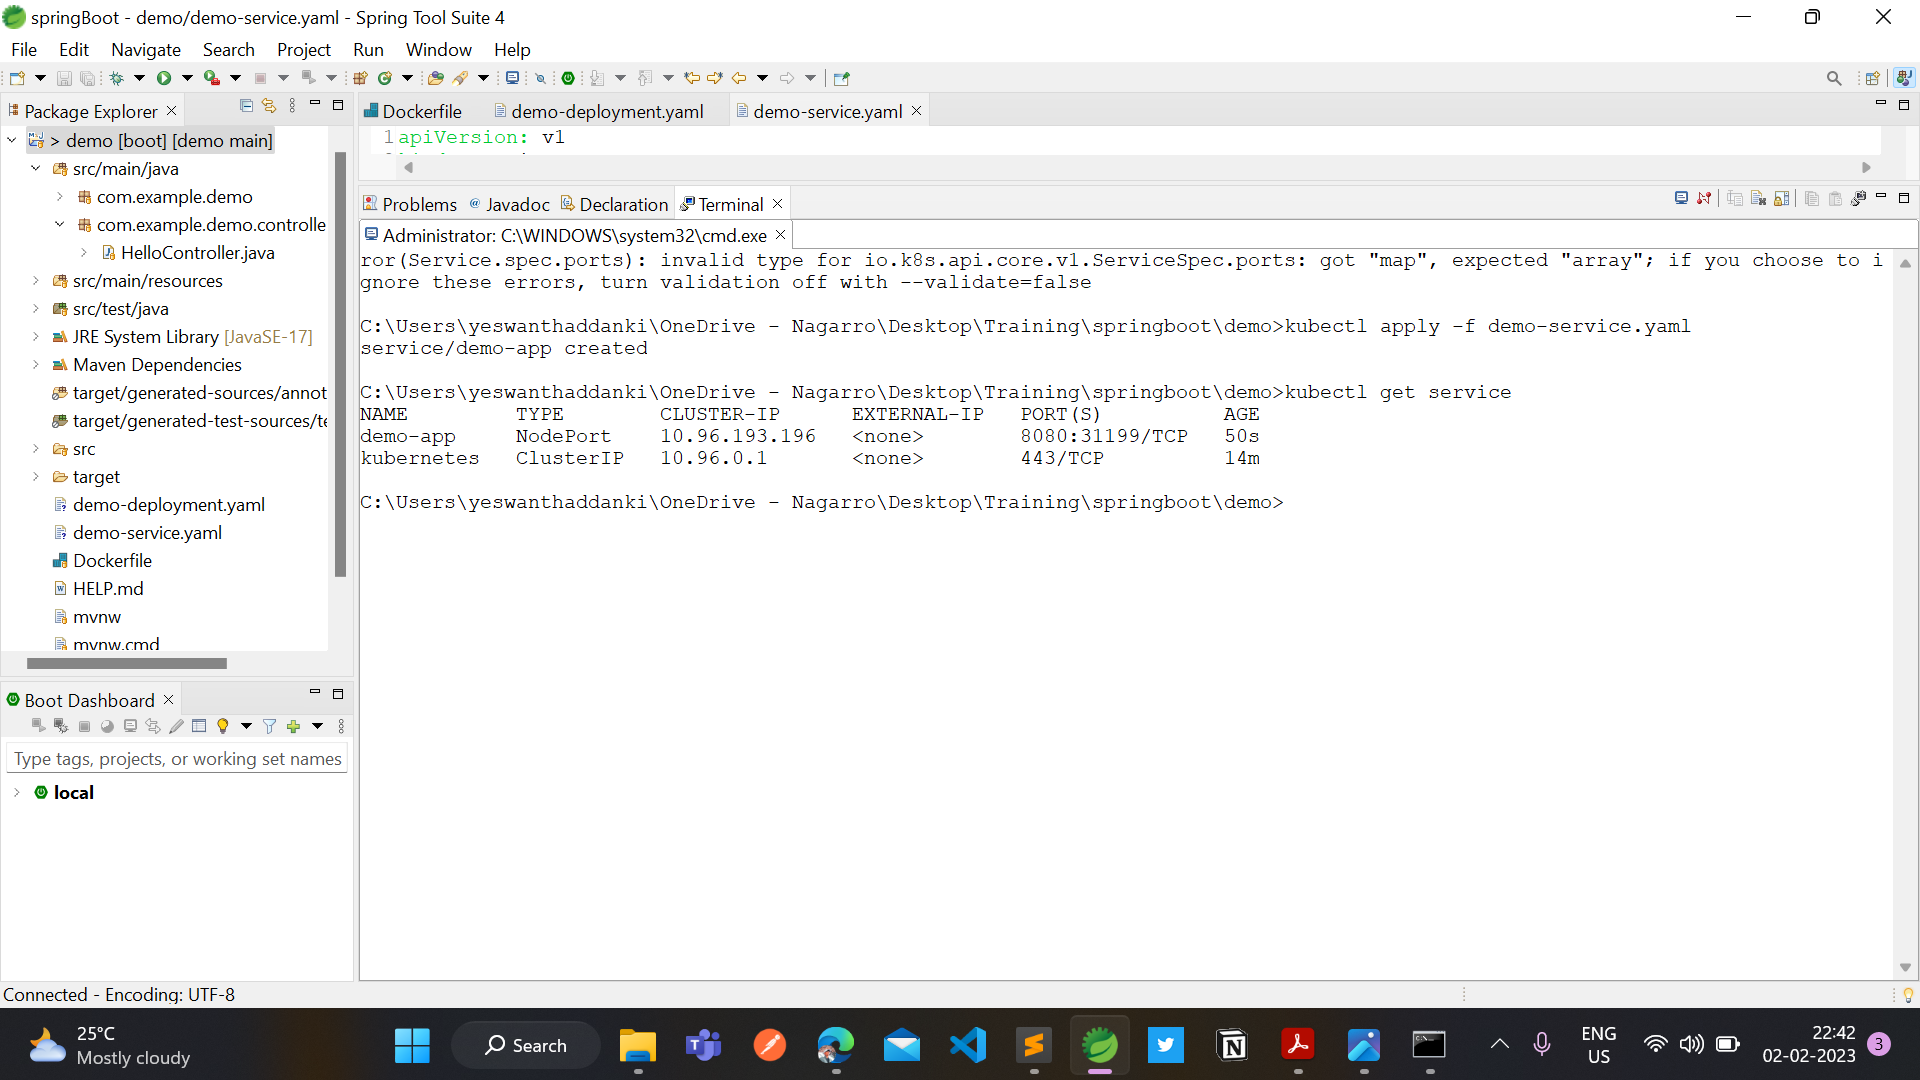 springBoot - demo/demo-service.yaml - Spring Tool Suite 4
File Edit Navigate Search Project Run Window Help
Package Explorer
> demo [boot] [demo main]
src/main/java
com.example.demo
com.example.demo.controlle
HelloController.java
src/main/resources
src/test/java
JRE System Library [JavaSE-17]
Maven Dependencies
target/generated-sources/annot
target/generated-test-sources/te
src
target
demo-deployment.yaml
demo-service.yaml
Dockerfile
HELP.md
mvnw
mvnw.cmd
Boot Dashboard
Type tags, projects, or working set names
local
Dockerfile demo-deployment.yaml demo-service.yaml
1 apiVersion: v1
Problems @ Javadoc Declaration Terminal
Administrator: C:\WINDOWS\system32\cmd.exe
ror(Service.spec.ports): invalid type for io.k8s.api.core.v1.ServiceSpec.ports: got "map", expected "array"; if you choose to i
gnore these errors, turn validation off with --validate=false
C:\Users\yeswanthaddanki\OneDrive - Nagarro\Desktop\Training\springboot\demo>kubectl apply -f demo-service.yaml
service/demo-app created
C:\Users\yeswanthaddanki\OneDrive - Nagarro\Desktop\Training\springboot\demo>kubectl get service
NAME TYPE CLUSTER-IP EXTERNAL-IP PORT(S) AGE
demo-app NodePort 10.96.193.196 <none> 8080:31199/TCP 50s
kubernetes ClusterIP 10.96.0.1 <none> 443/TCP 14m
C:\Users\yeswanthaddanki\OneDrive - Nagarro\Desktop\Training\springboot\demo>
Connected - Encoding: UTF-8
25°C
Mostly cloudy
Search
ENG
US
22:42
02-02-2023
3